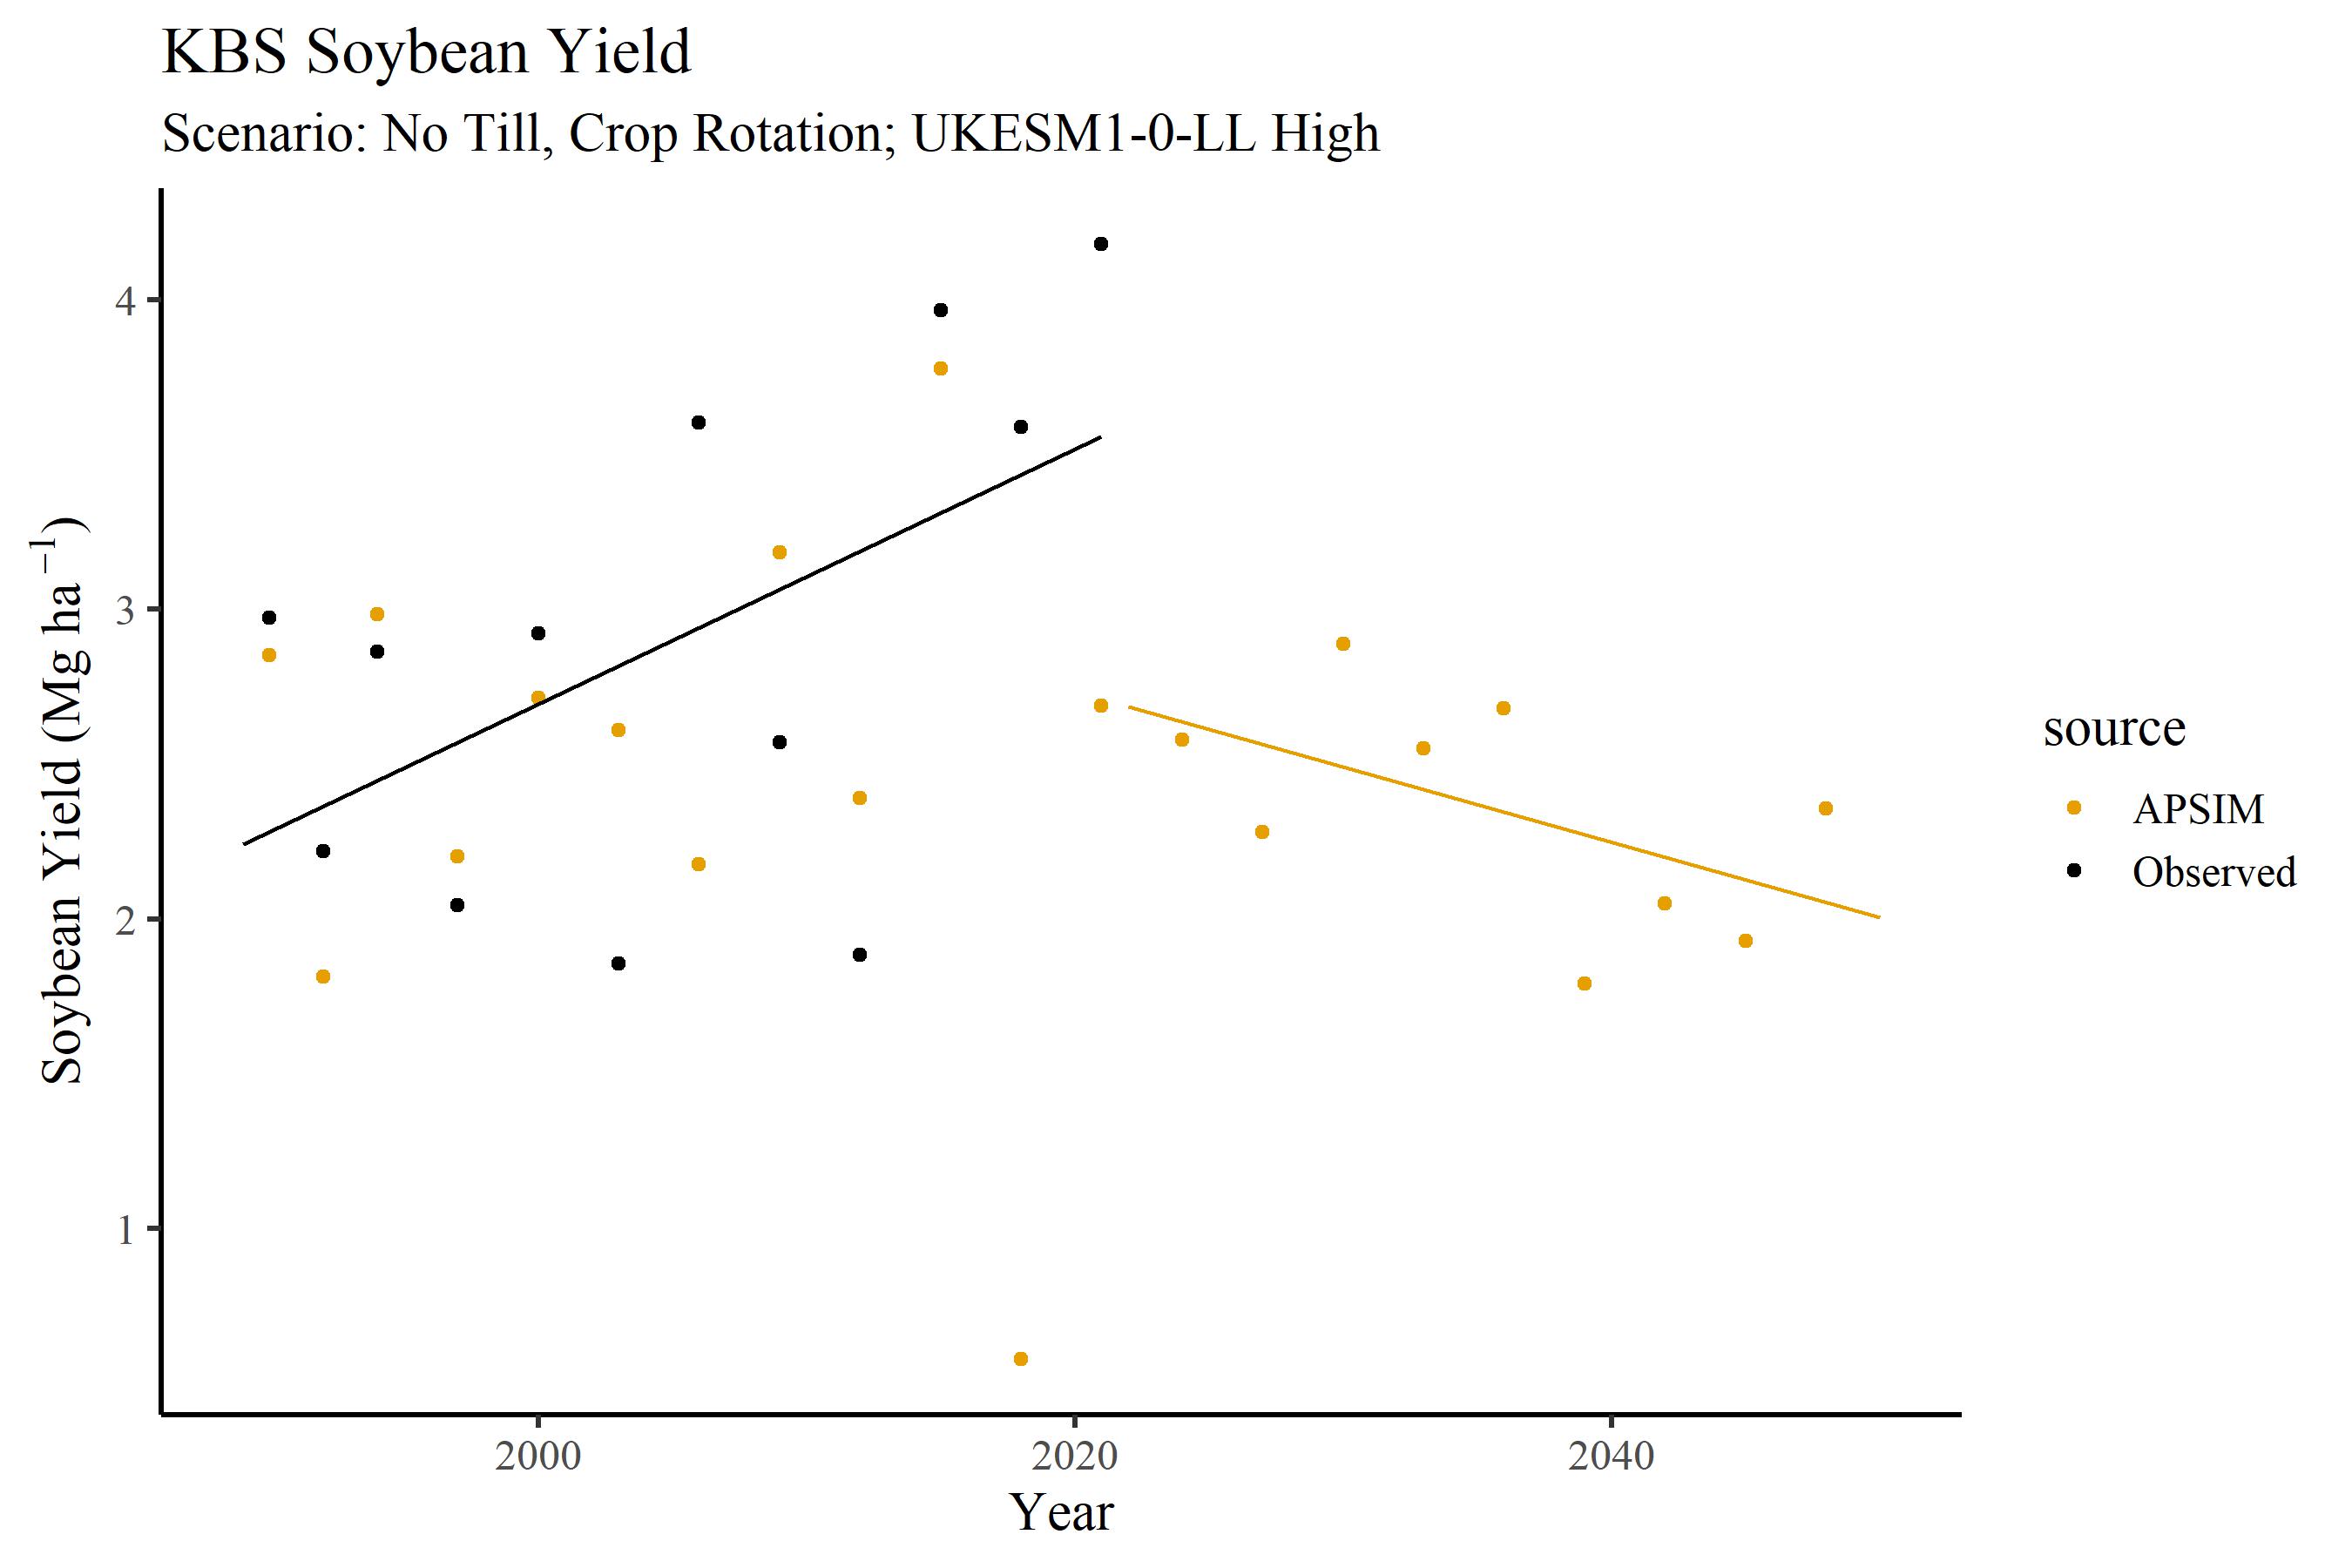 KBS Soybean Yield
Scenario: No Till, Crop Rotation; UKESM1-0-LL High
Soybean Yield (Mg ha⁻¹)
4
3
2
1
2000 2020 2040
Year
source
APSIM
Observed